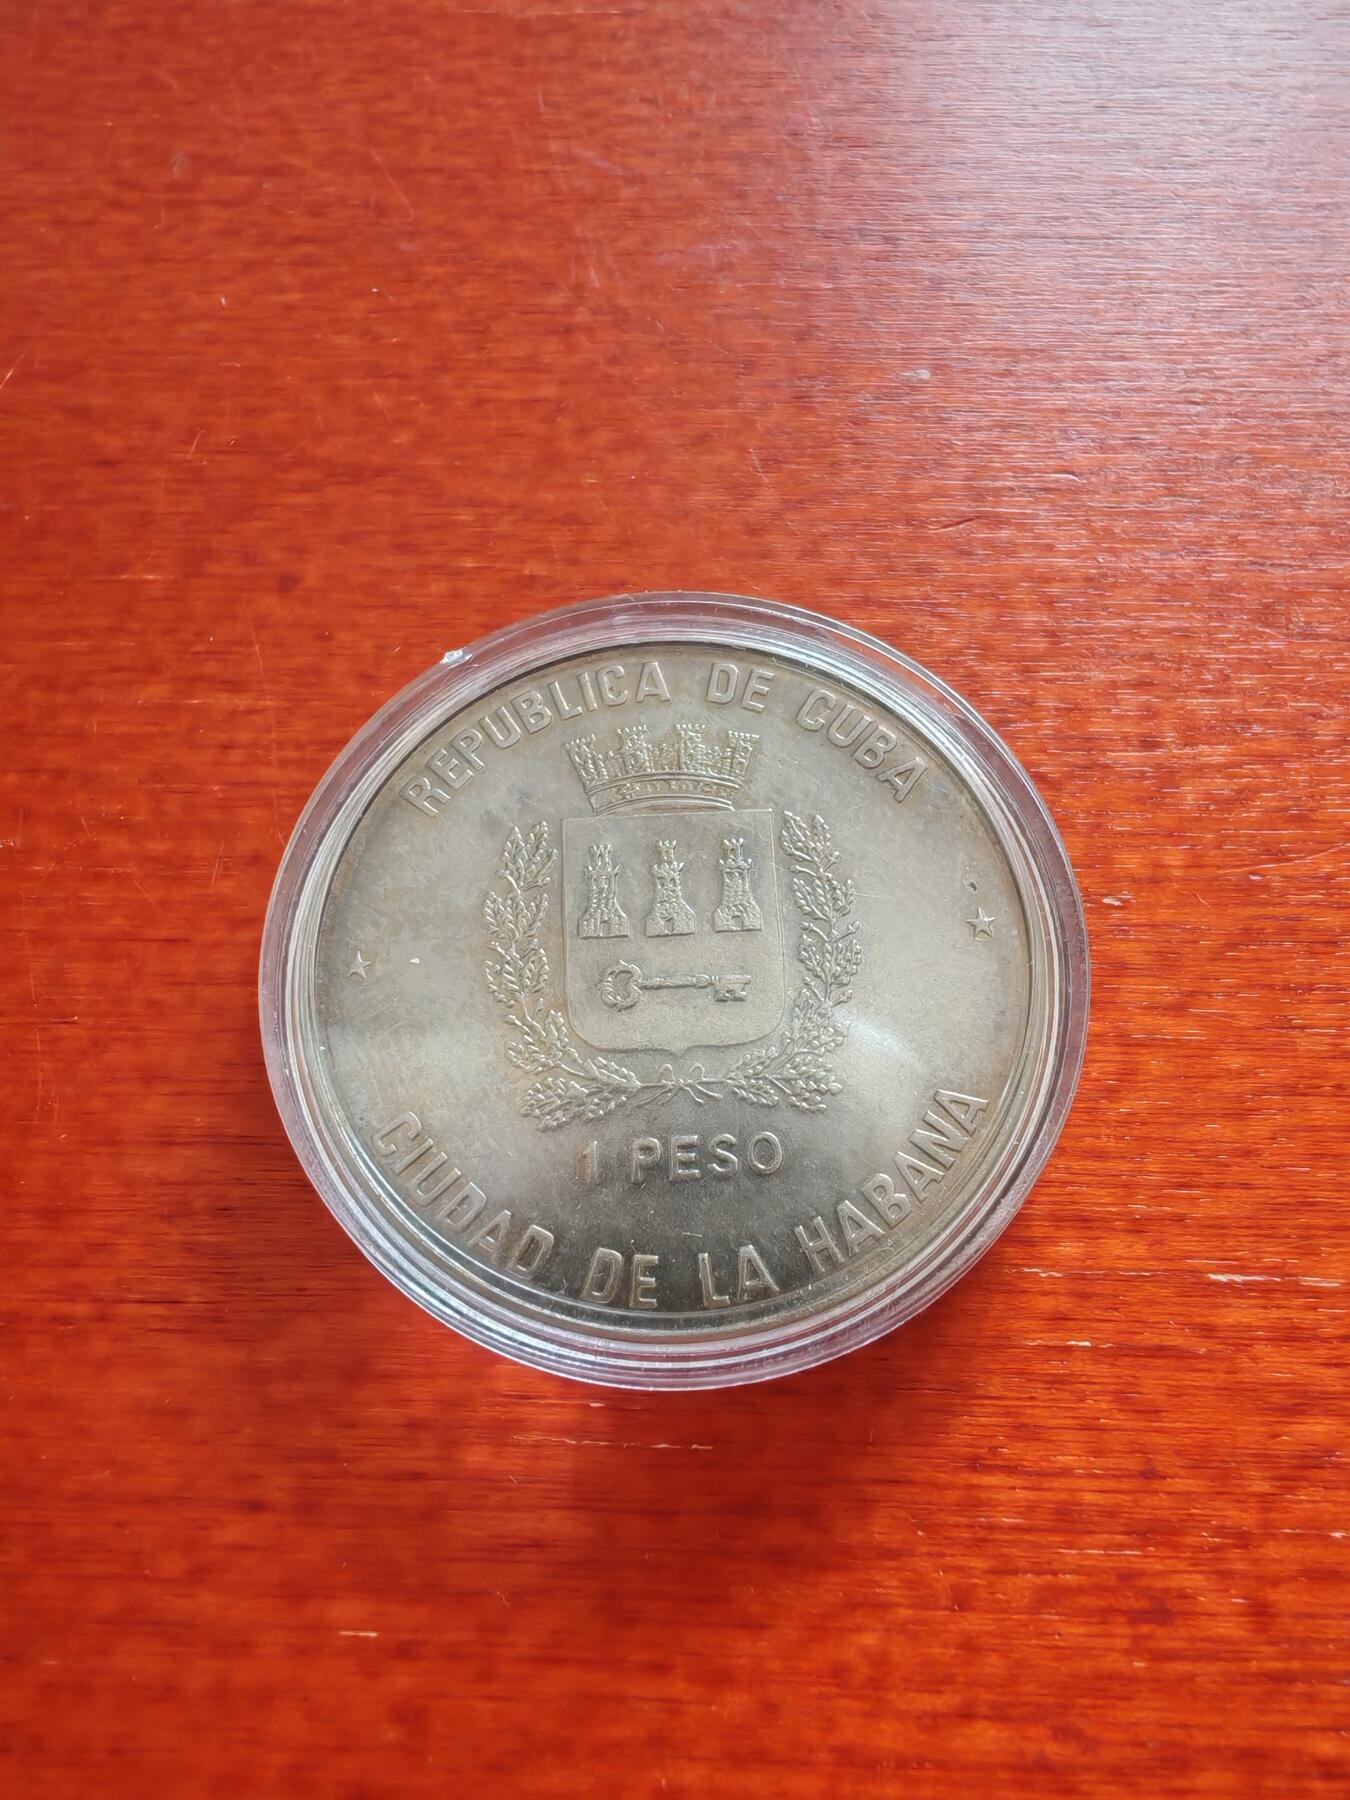 REPUBLICA DE CUBA
1 PESO
CIUDAD DE LA HABANA